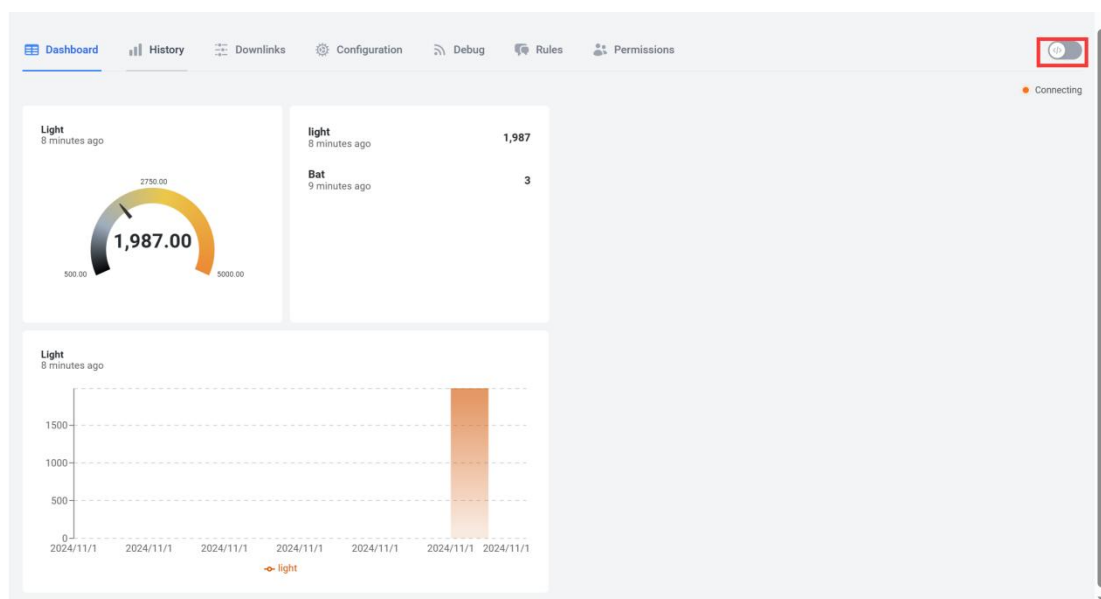 Dashboard History Downlinks Configuration Debug Rules Permissions
</>
Connecting
Light
8 minutes ago
2750.00
1,987.00
500.00 5000.00
light 1,987
8 minutes ago
Bat 3
9 minutes ago
Light
8 minutes ago
1500
1000
500
0
2024/11/1 2024/11/1 2024/11/1 2024/11/1 2024/11/1 2024/11/1 2024/11/1
light